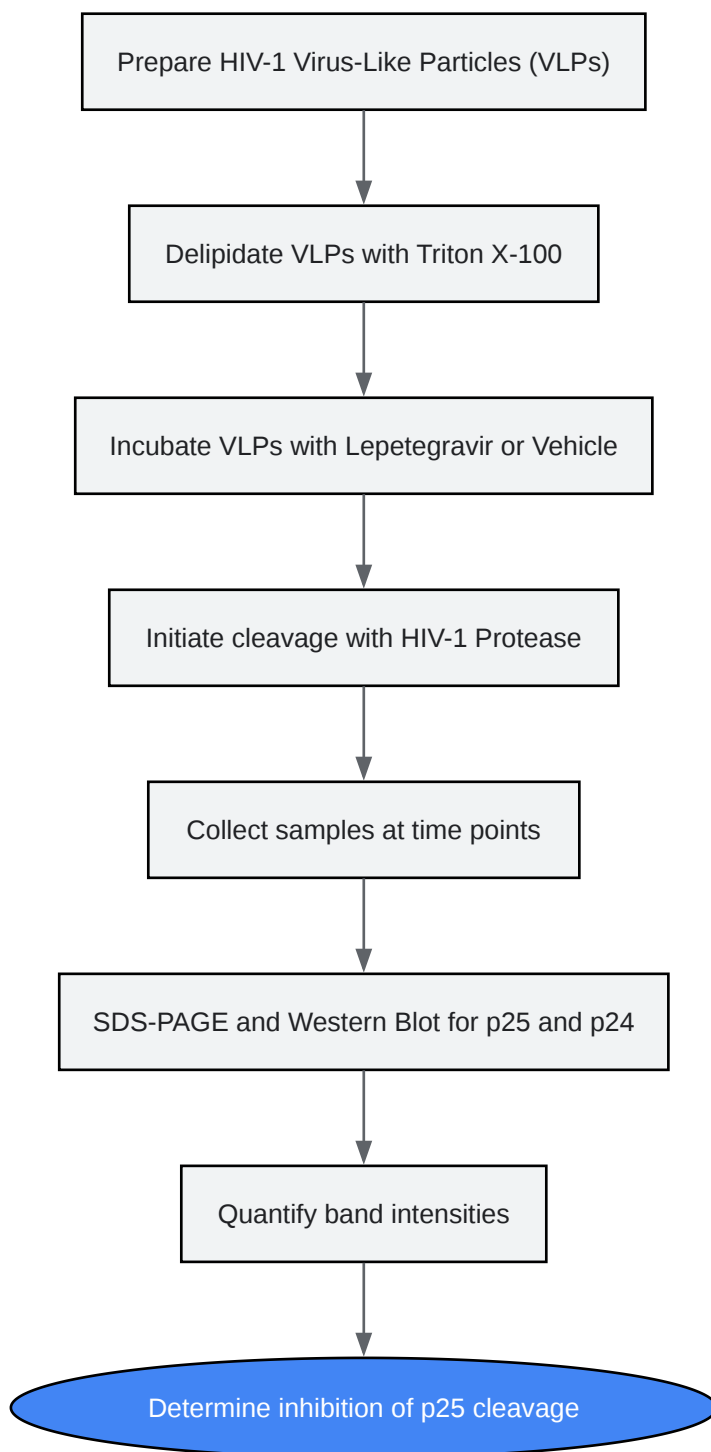 Prepare HIV-1 Virus-Like Particles (VLPs)
Delipidate VLPs with Triton X-100
Incubate VLPs with Lepetegravir or Vehicle
Initiate cleavage with HIV-1 Protease
Collect samples at time points
SDS-PAGE and Western Blot for p25 and p24
Quantify band intensities
Determine inhibition of p25 cleavage